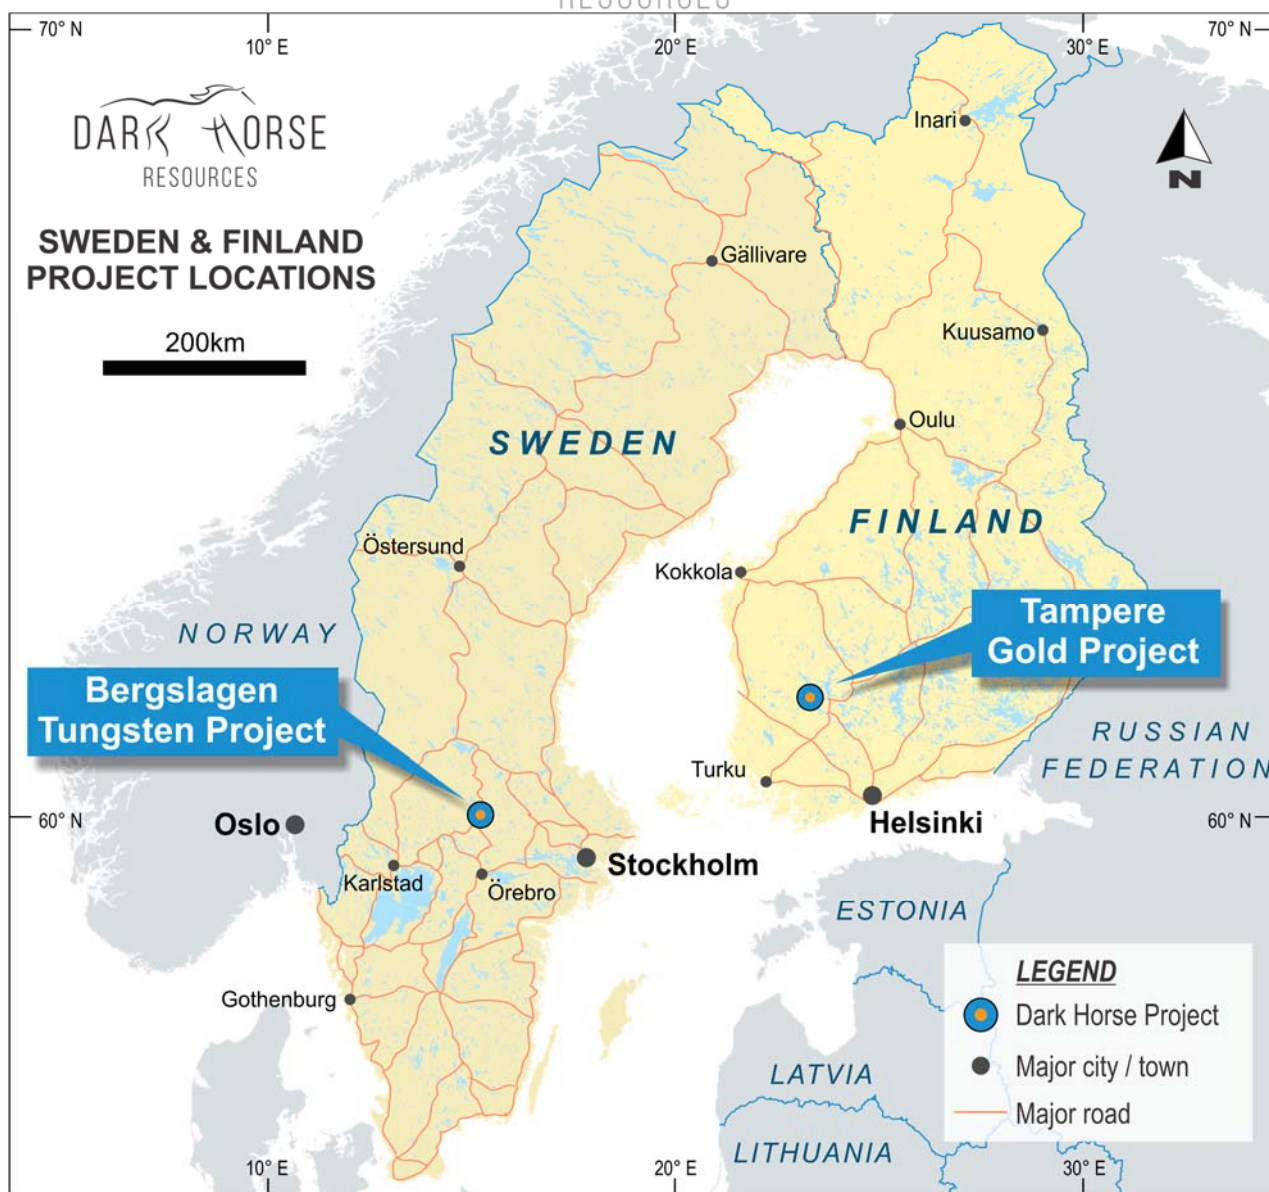 RESOURCES
70° N
10° E
20° E
30° E
70° N
DARK HORSE
RESOURCES
SWEDEN & FINLAND
PROJECT LOCATIONS
200km
N
Inari
Gällivare
Kuusamo
Oulu
SWEDEN
FINLAND
Östersund
Kokkola
NORWAY
Tampere
Gold Project
Bergslagen
Tungsten Project
RUSSIAN
FEDERATION
Turku
60° N
Oslo
Helsinki
60° N
Stockholm
Karlstad
Örebro
ESTONIA
Gothenburg
LEGEND
Dark Horse Project
Major city / town
Major road
LATVIA
LITHUANIA
10° E
20° E
30° E